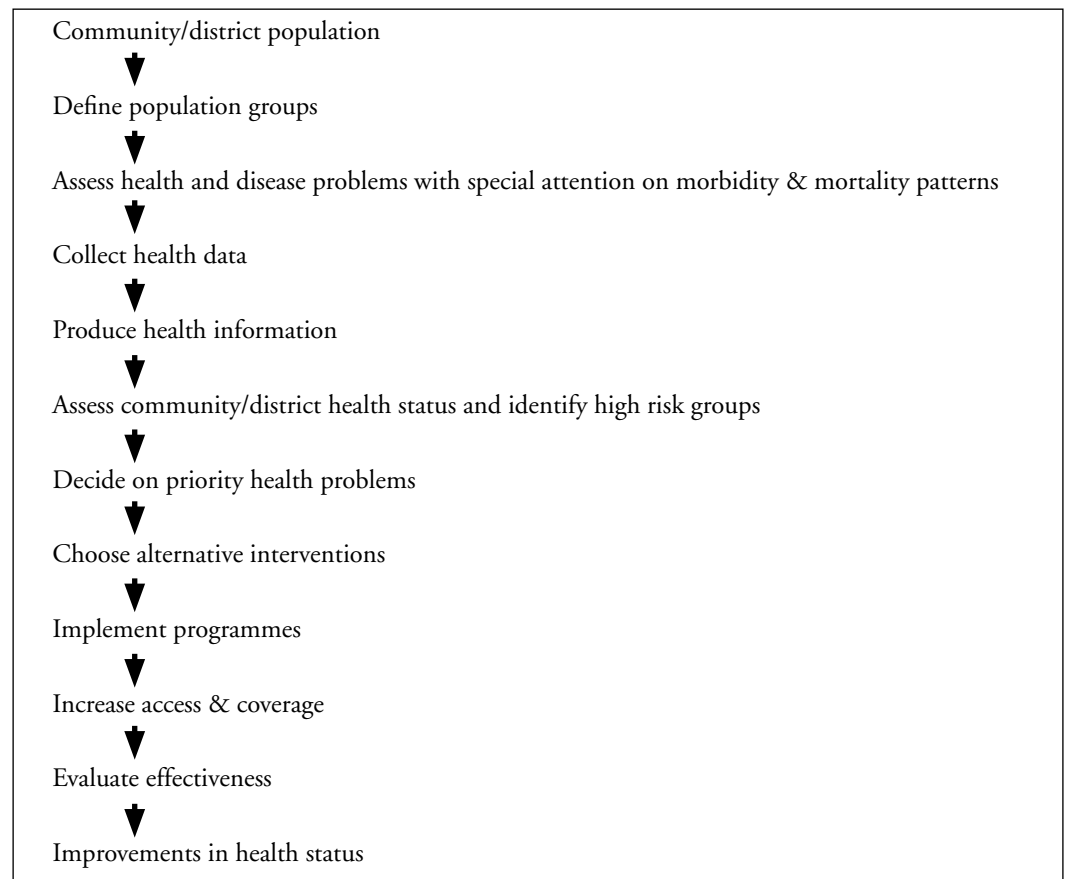 Community/district population
Define population groups
Assess health and disease problems with special attention on morbidity & mortality patterns
Collect health data
Produce health information
Assess community/district health status and identify high risk groups
Decide on priority health problems
Choose alternative interventions
Implement programmes
Increase access & coverage
Evaluate effectiveness
Improvements in health status